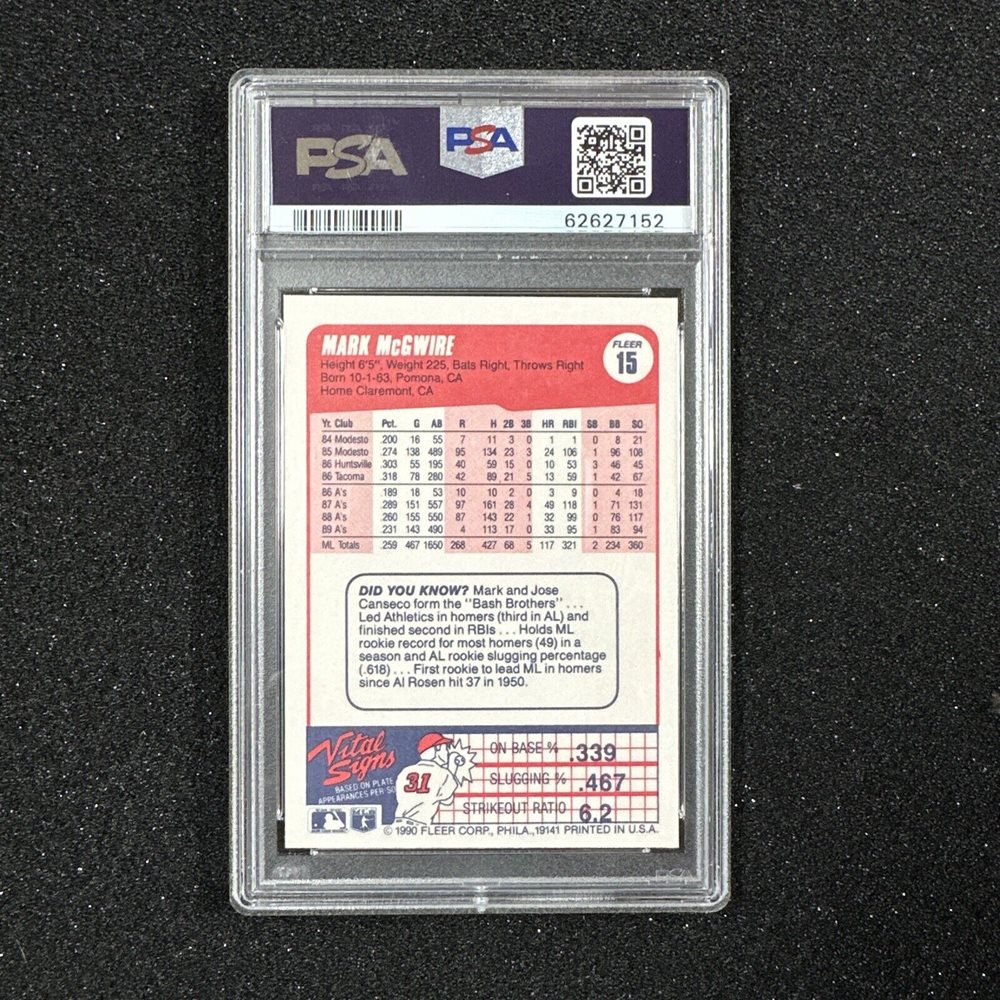 PSA
PSA
62627152
MARK McGWIRE
FLEER
15
Height 6'5", Weight 225, Bats Right, Throws Right
Born 10-1-63, Pomona, CA
Home Claremont, CA
Yr. Club Pct. G AB R H 2B 3B HR RBI SB BB SO
84 Modesto .200 16 55 7 11 3 0 1 1 0 8 21
85 Modesto .274 138 489 95 134 23 3 24 106 1 96 108
86 Huntsville .303 55 195 40 59 15 0 10 53 3 46 45
86 Tacoma .318 78 280 42 89 21 5 13 59 1 42 67
86 A's .189 18 53 10 10 2 0 3 9 0 4 18
87 A's .289 151 557 97 161 28 4 49 118 1 71 131
88 A's .260 155 550 87 143 22 1 32 99 0 76 117
89 A's .231 143 490 4 113 17 0 33 95 1 83 94
ML Totals .259 467 1650 268 427 68 5 117 321 2 234 360
DID YOU KNOW? Mark and Jose
Canseco form the "Bash Brothers" . . .
Led Athletics in homers (third in AL) and
finished second in RBIs . . . Holds ML
rookie record for most homers (49) in a
season and AL rookie slugging percentage
(.618) . . . First rookie to lead ML in homers
since Al Rosen hit 37 in 1950.
Vital
Signs
BASED ON PLATE
APPEARANCES PER SO
31
ON BASE % .339
SLUGGING % .467
STRIKEOUT RATIO 6.2
© 1990 FLEER CORP., PHILA., 19141 PRINTED IN U.S.A.
PSA